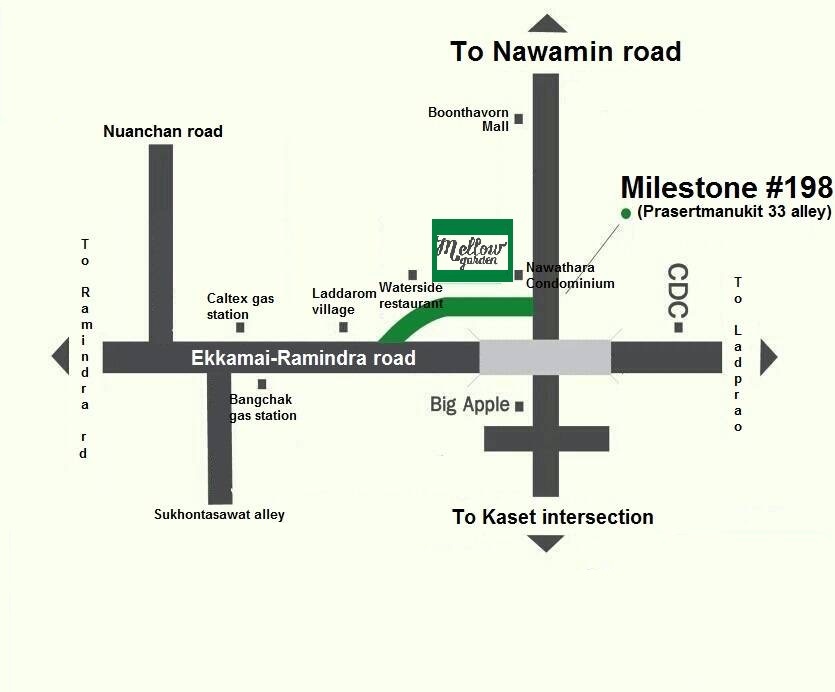 To Nawamin road
Boonthavorn
Mall
Nuanchan road
Milestone #198
(Prasertmanukit 33 alley)
Mellow
garden
Nawathara
Condominium
Waterside
restaurant
Laddarom
village
Caltex gas
station
CDC
To Ramindra rd
To Ladprao
Ekkamai-Ramindra road
Bangchak
gas station
Big Apple
Sukhontasawat alley
To Kaset intersection